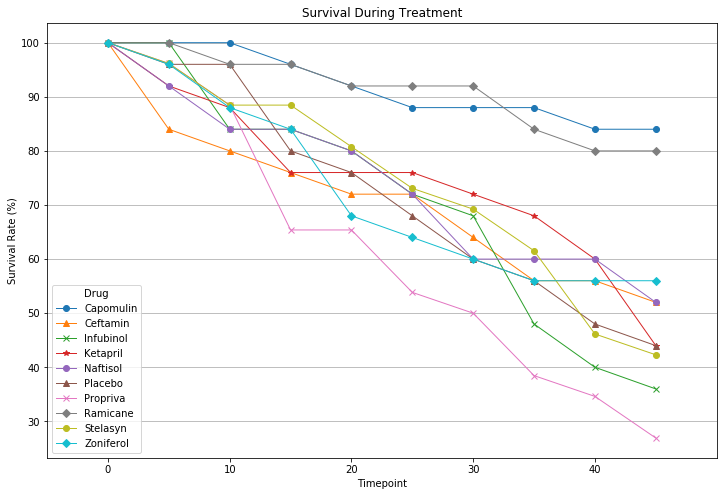 Survival During Treatment
100
90
80
70
60
50
40
30
Survival Rate (%)
Drug
Capomulin
Ceftamin
Infubinol
Ketapril
Naftisol
Placebo
Propriva
Ramicane
Stelasyn
Zoniferol
0 10 20 30 40
Timepoint